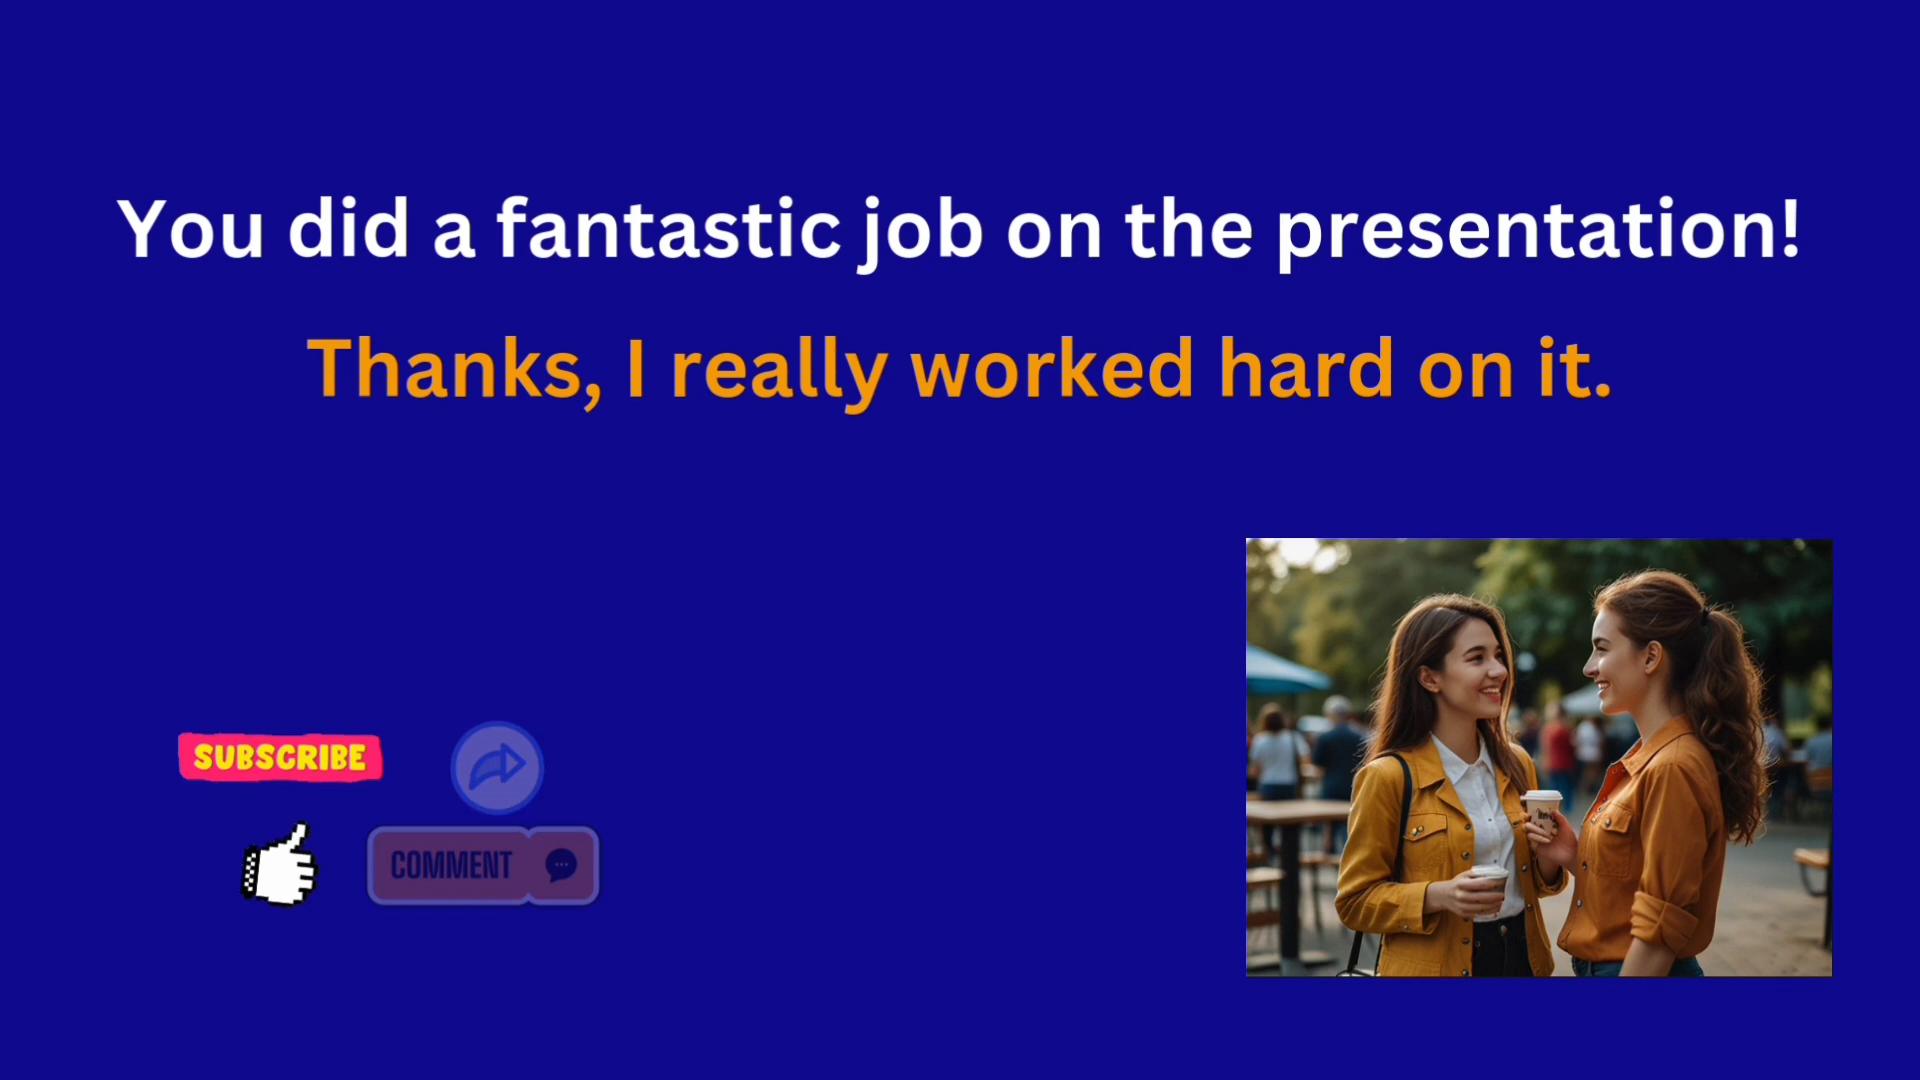 You did a fantastic job on the presentation!
Thanks, I really worked hard on it.
SUBSCRIBE
COMMENT